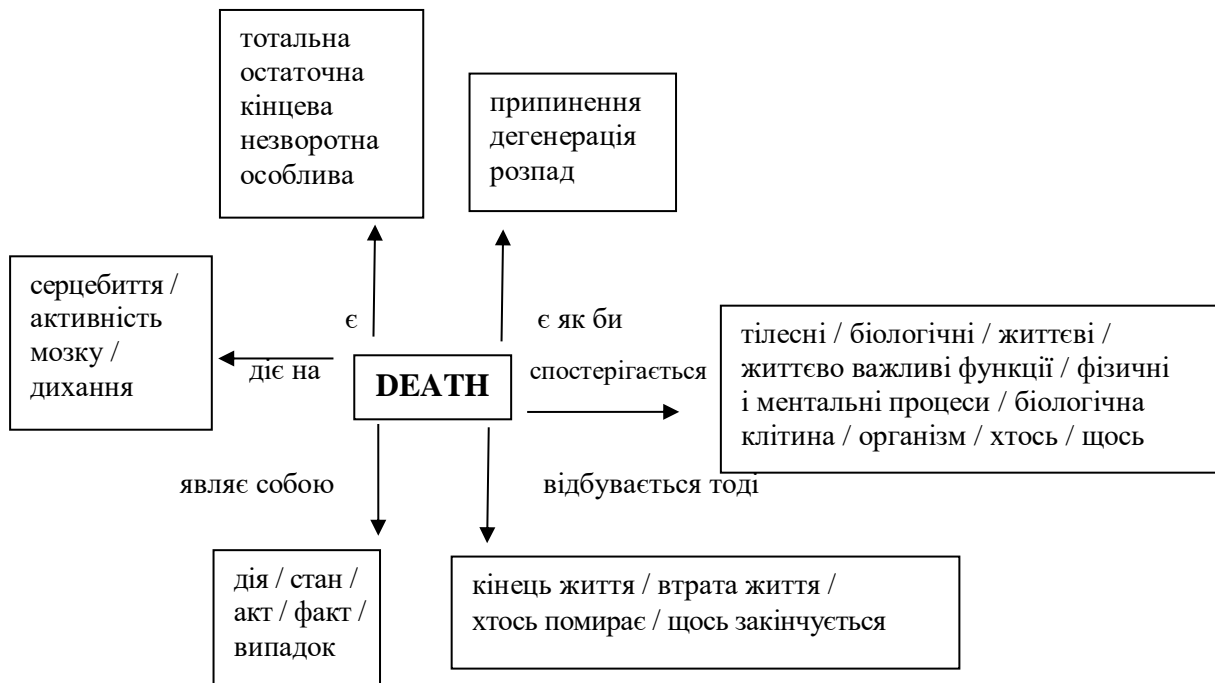 тотальна
остаточна
кінцева
незворотна
особлива
припинення
дегенерація
розпад
серцебиття /
активність
мозку /
дихання
є
є як би
діє на
DEATH
спостерігається
тілесні / біологічні / життєві /
життєво важливі функції / фізичні
і ментальні процеси / біологічна
клітина / організм / хтось / щось
являє собою
відбувається тоді
дія / стан /
акт / факт /
випадок
кінець життя / втрата життя /
хтось помирає / щось закінчується